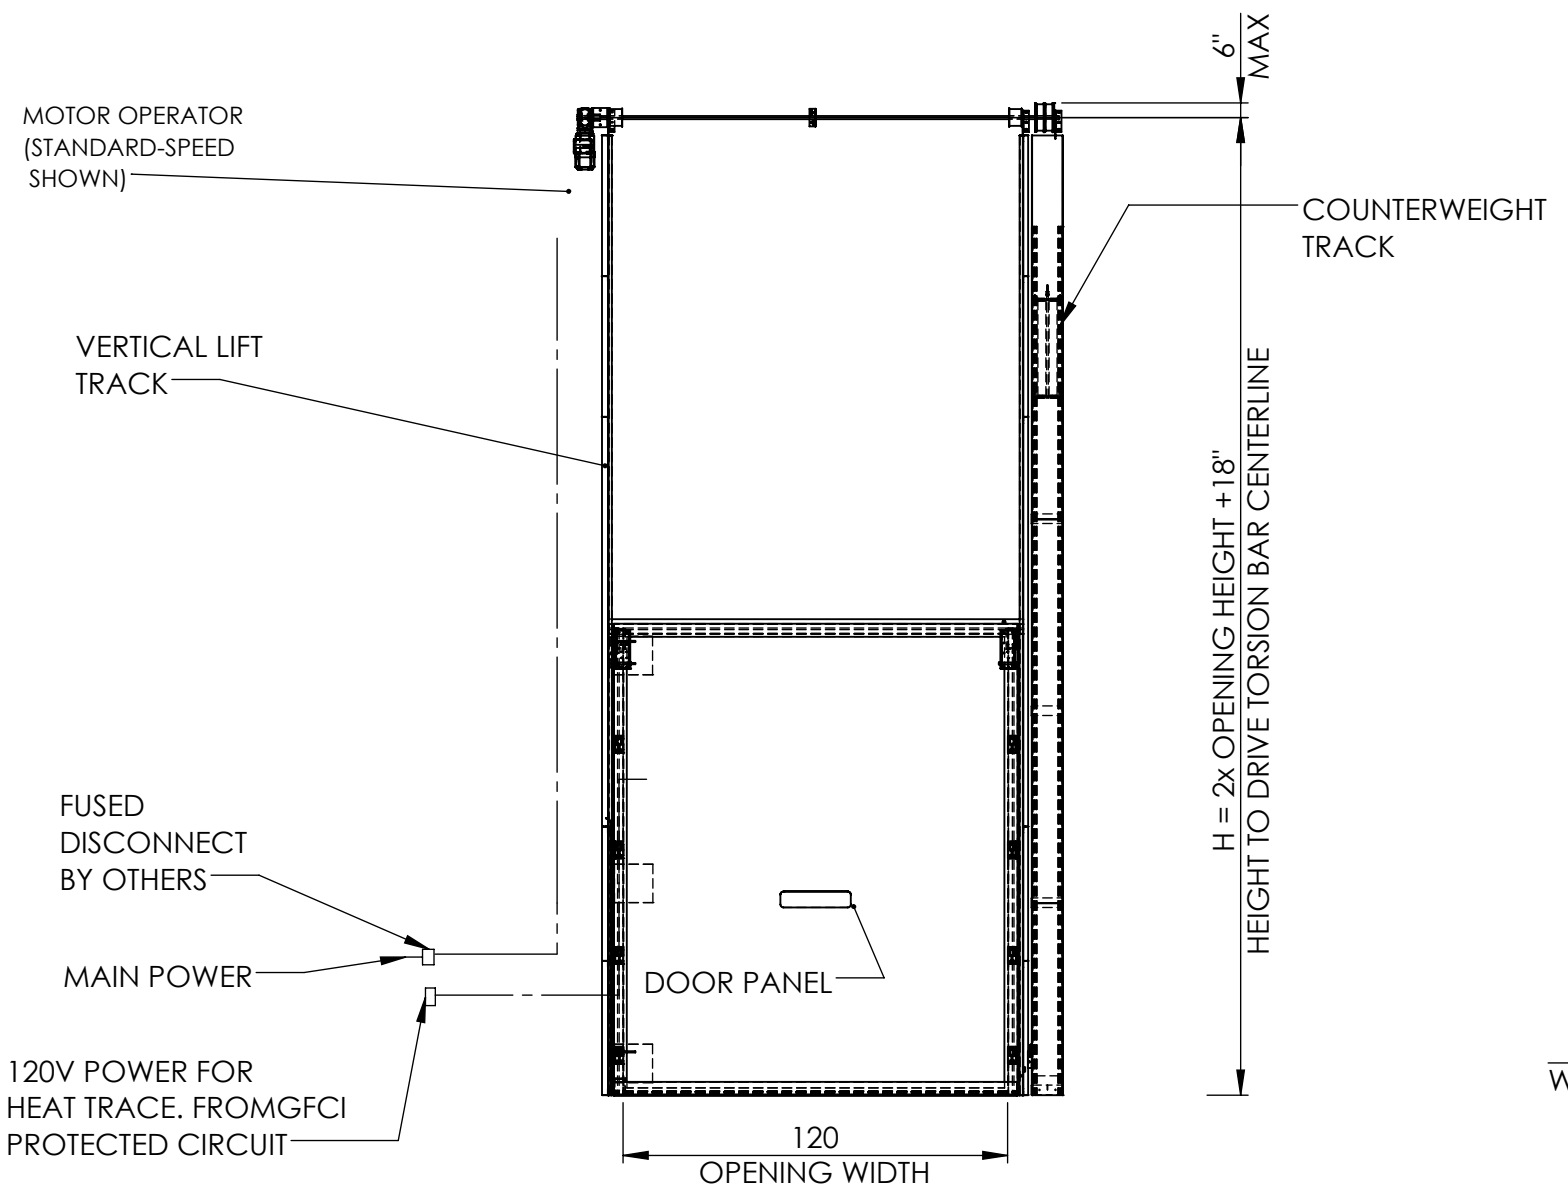 6"
MAX
MOTOR OPERATOR
(STANDARD-SPEED
SHOWN)
COUNTERWEIGHT
TRACK
VERTICAL LIFT
TRACK
H = 2x OPENING HEIGHT +18"
HEIGHT TO DRIVE TORSION BAR CENTERLINE
FUSED
DISCONNECT
BY OTHERS
MAIN POWER
DOOR PANEL
120V POWER FOR
HEAT TRACE. FROMGFCI
PROTECTED CIRCUIT
120
OPENING WIDTH